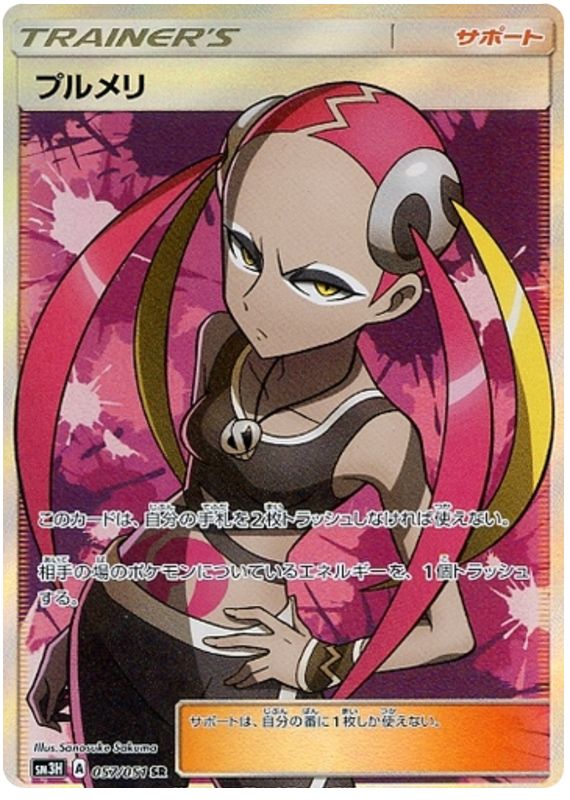 TRAINER'S
サポート
プルメリ
このカードは、自分の手札を2枚トラッシュしなければ使えない。
相手の場のポケモンについているエネルギーを、1個トラッシュ
する。
サポートは、自分の番に1枚しか使えない。
Illus.Sanosuke Sakuma
SM3H A 057/051 SR